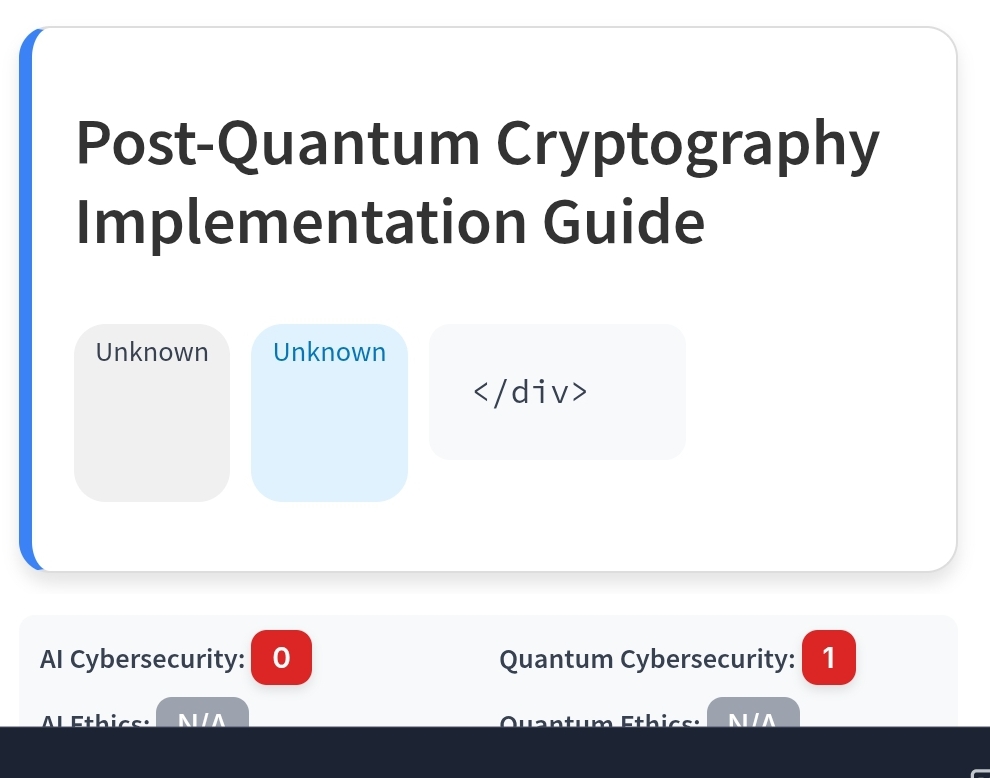 Post-Quantum Cryptography
Implementation Guide
Unknown
Unknown
</div>
AI Cybersecurity: 0
Quantum Cybersecurity: 1
AI Ethics: N/A
Quantum Ethics: N/A